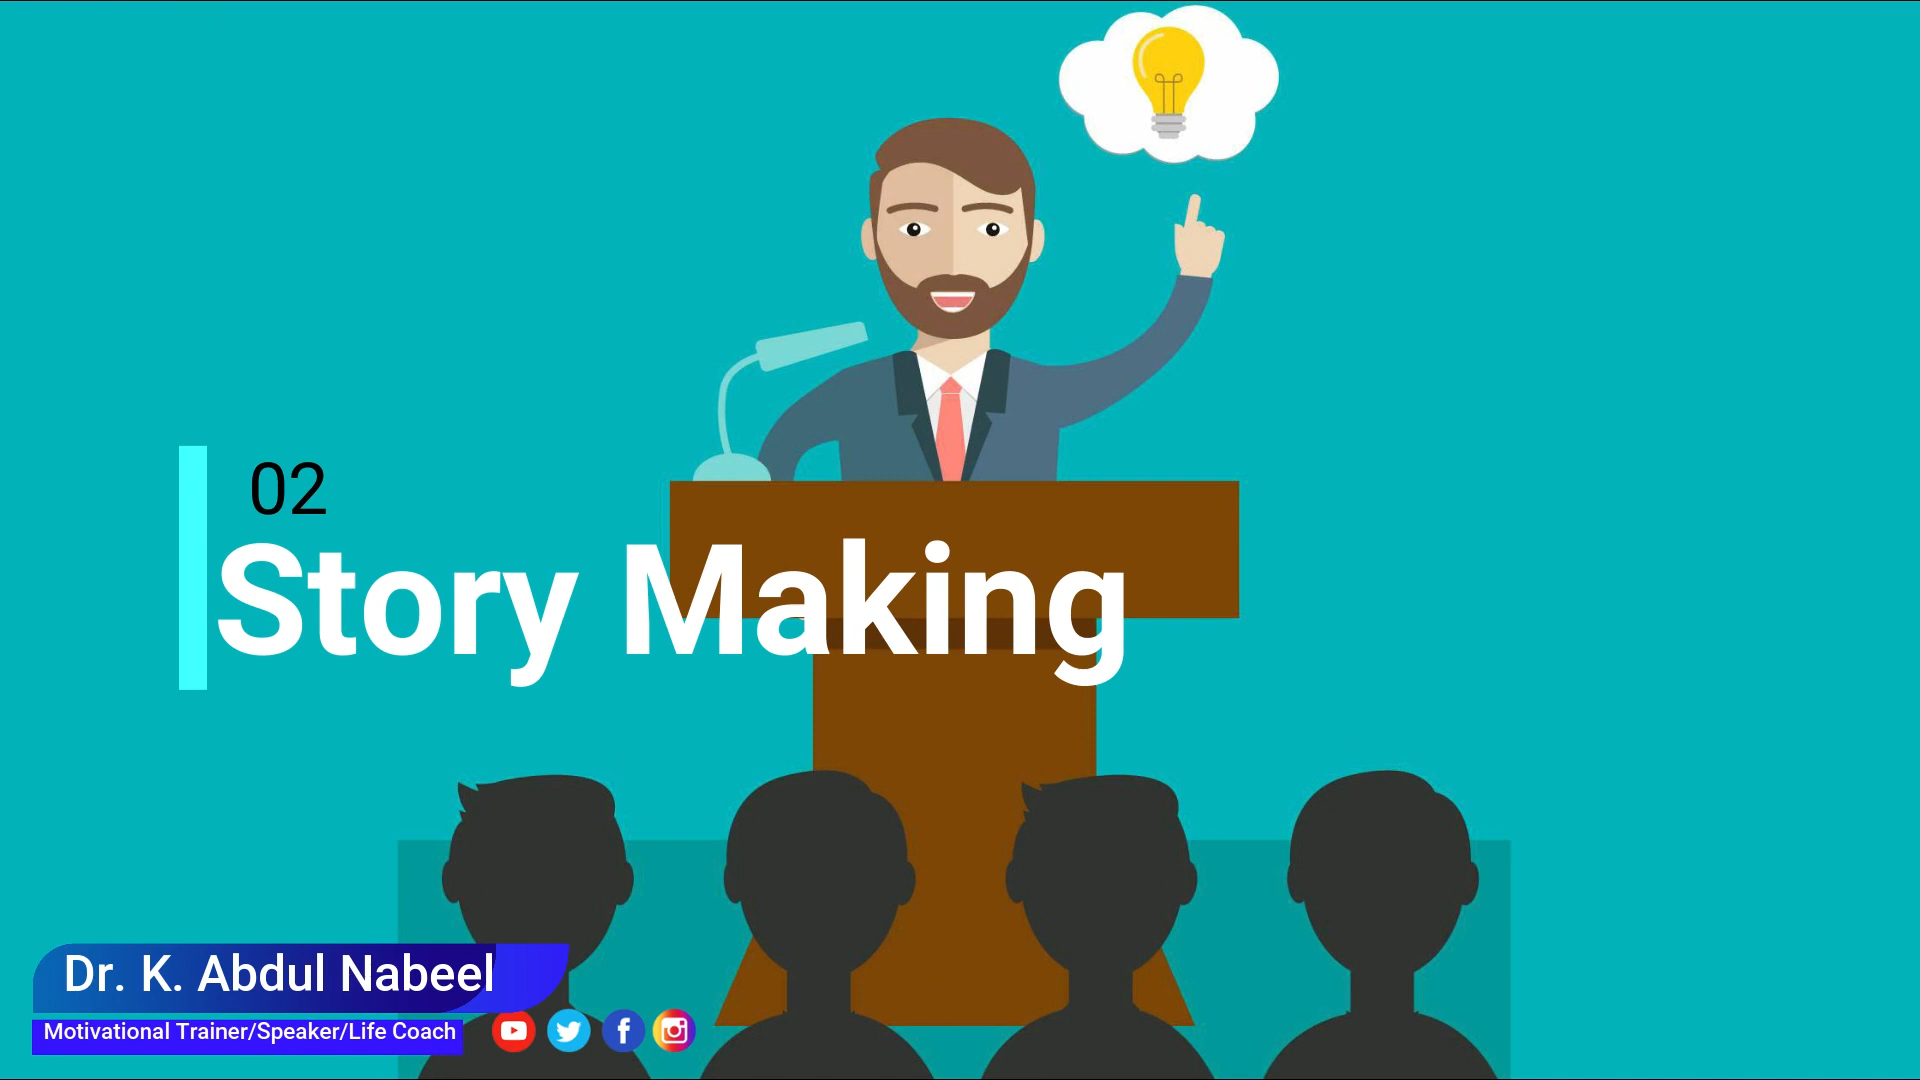 02
Story Making
Dr. K. Abdul Nabeel
Motivational Trainer/Speaker/Life Coach